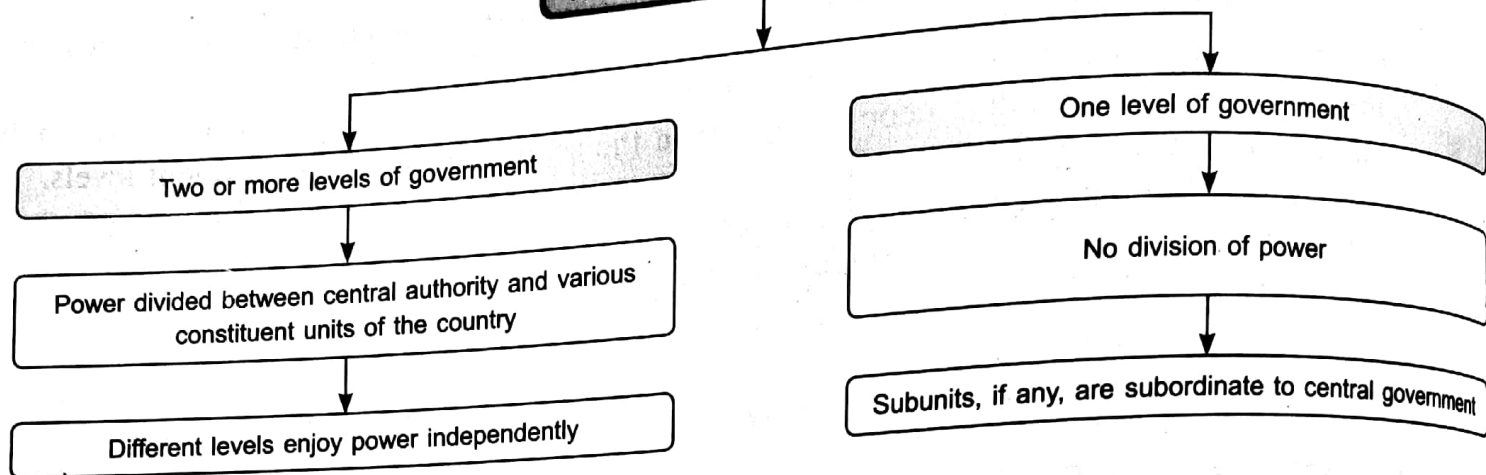 Two or more levels of government
Power divided between central authority and various
constituent units of the country
Different levels enjoy power independently
One level of government
No division of power
Subunits, if any, are subordinate to central government